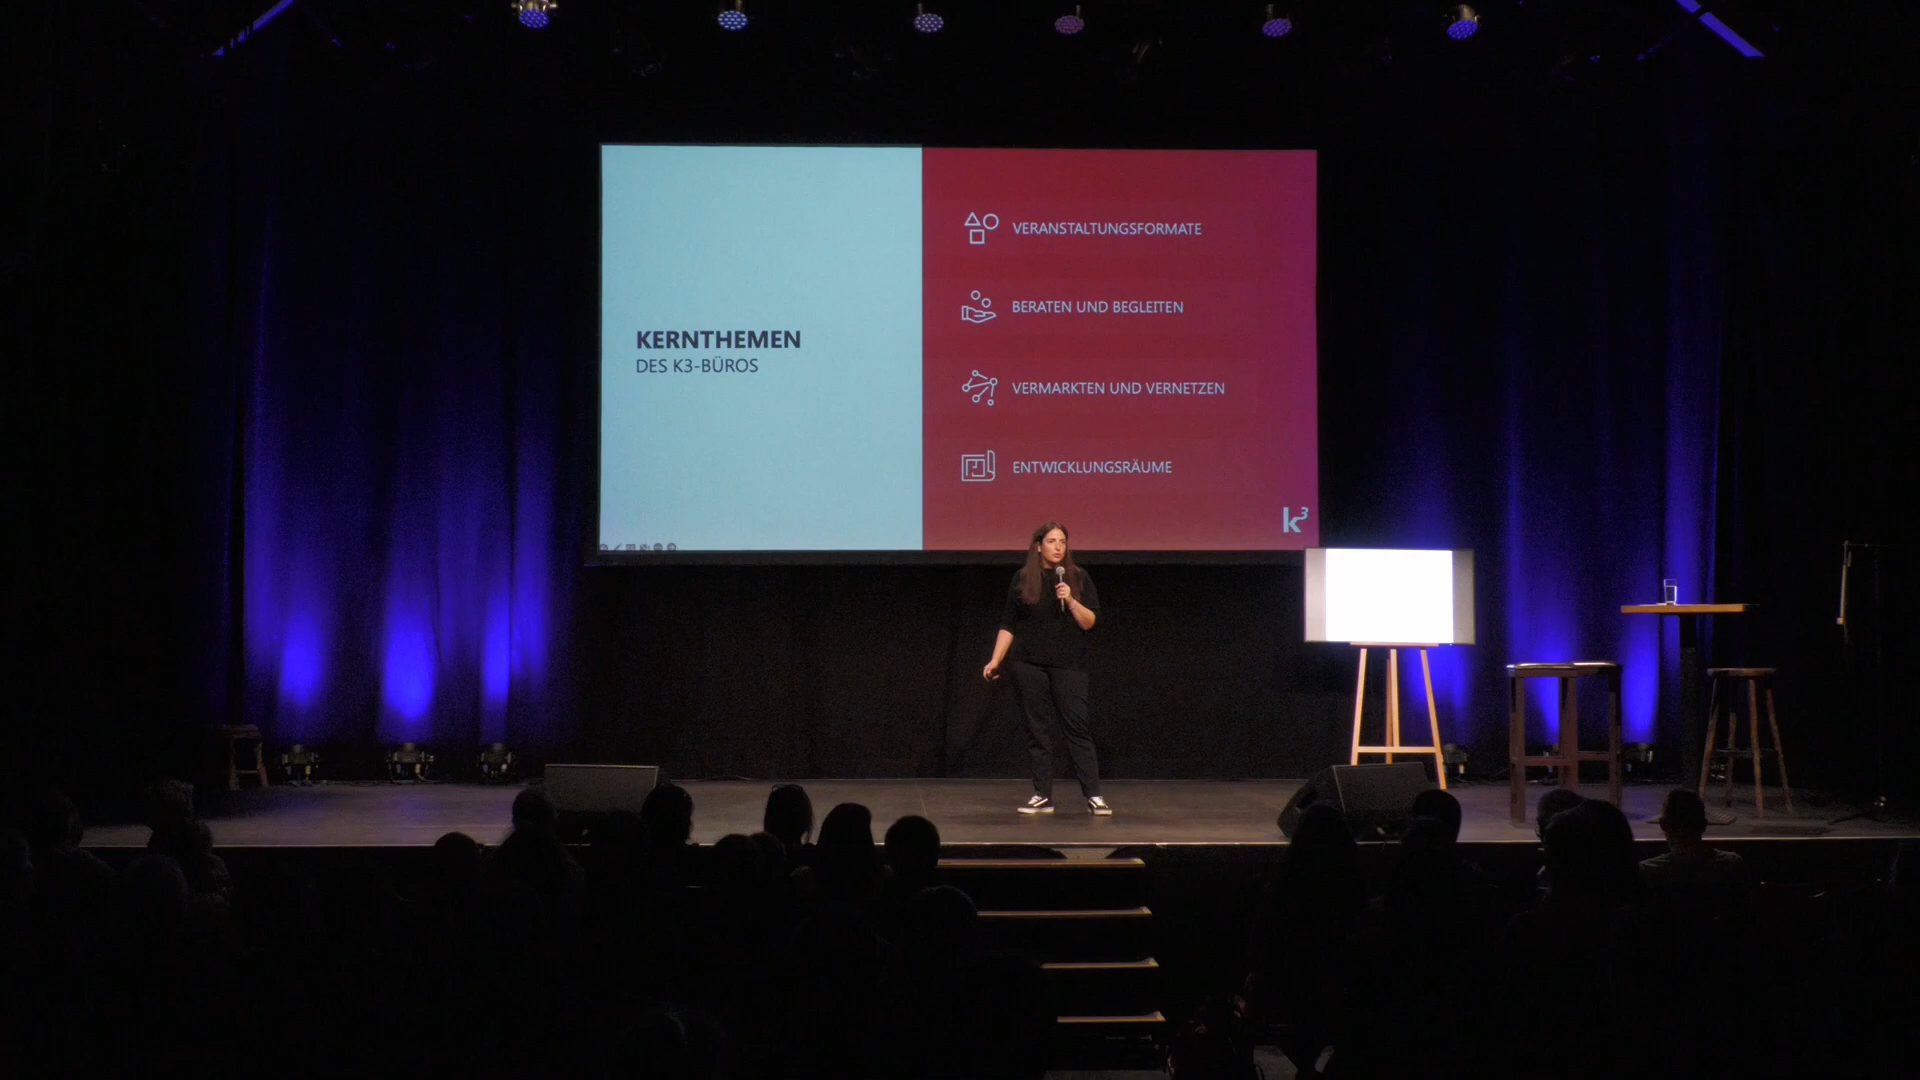 KERNTHEMEN
DES K3-BÜROS
VERANSTALTUNGSFORMATE
BERATEN UND BEGLEITEN
VERMARKTEN UND VERNETZEN
ENTWICKLUNGSRÄUME
k³